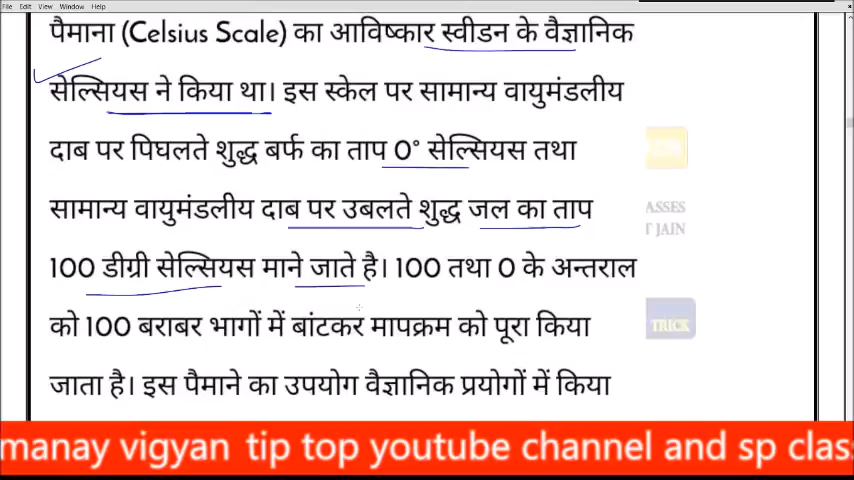 File Edit View Window Help
पैमाना (Celsius Scale) का आविष्कार स्वीडन के वैज्ञानिक
सेल्सियस ने किया था। इस स्केल पर सामान्य वायुमंडलीय
दाब पर पिघलते शुद्ध बर्फ का ताप 0° सेल्सियस तथा
सामान्य वायुमंडलीय दाब पर उबलते शुद्ध जल का ताप
ASSES
T JAIN
100 डीग्री सेल्सियस माने जाते है। 100 तथा 0 के अन्तराल
को 100 बराबर भागों में बांटकर मापक्रम को पूरा किया
TRICK
जाता है। इस पैमाने का उपयोग वैज्ञानिक प्रयोगों में किया
manay vigyan tip top youtube channel and sp clas